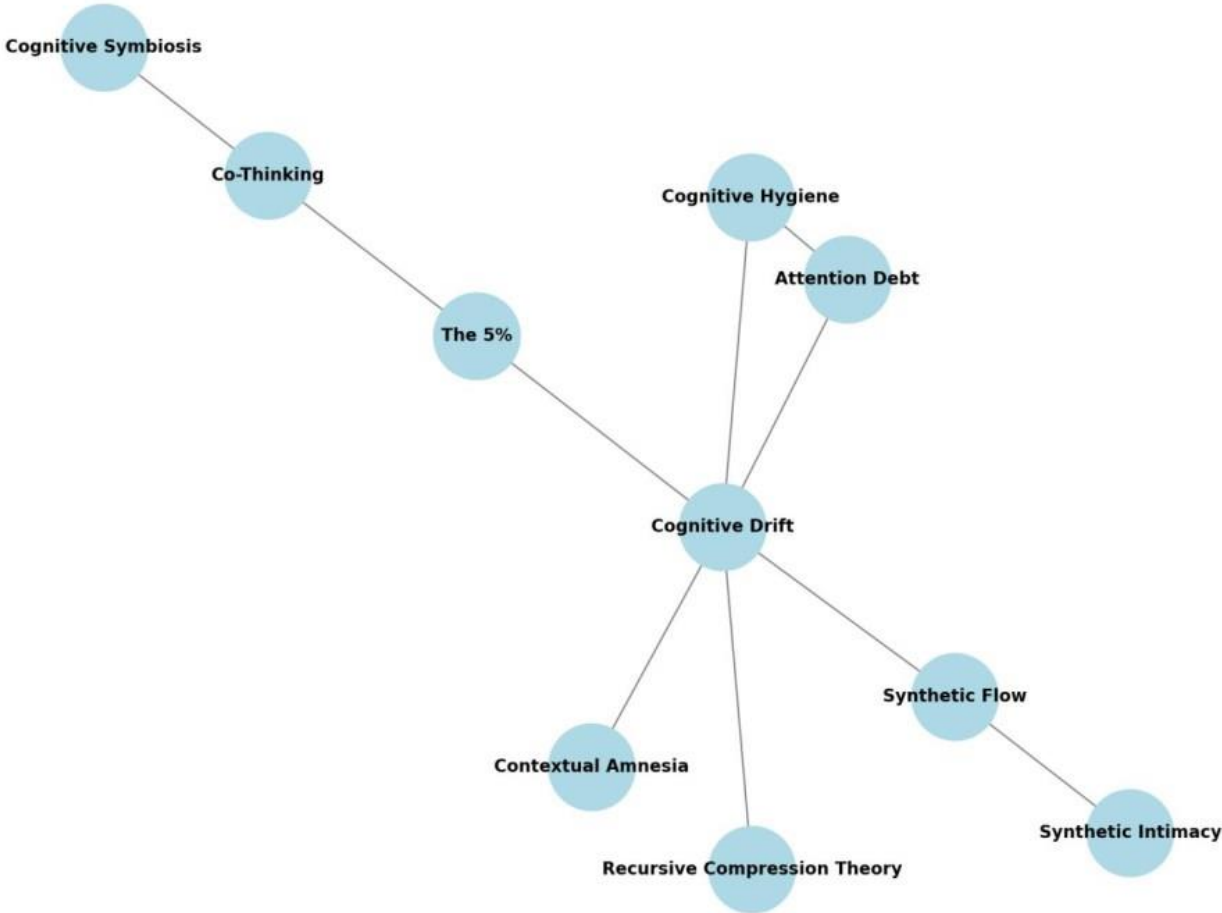 Cognitive Symbiosis
Co-Thinking
Cognitive Hygiene
Attention Debt
The 5%
Cognitive Drift
Synthetic Flow
Contextual Amnesia
Synthetic Intimacy
Recursive Compression Theory